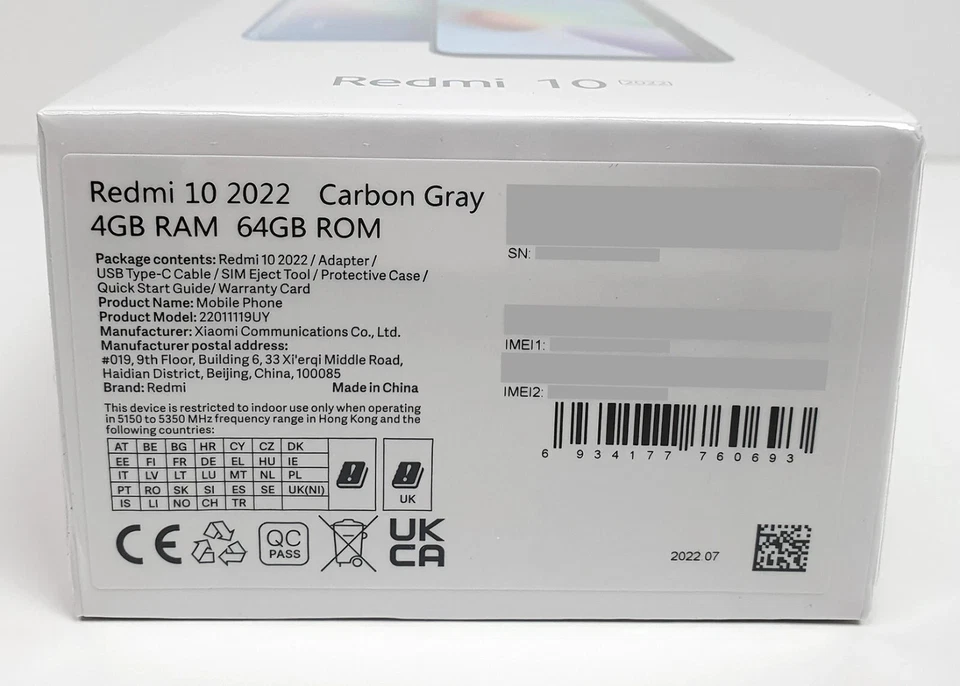 Redmi 10 2022
Redmi 10 2022 Carbon Gray
4GB RAM 64GB ROM
Package contents: Redmi 10 2022 / Adapter /
USB Type-C Cable / SIM Eject Tool / Protective Case /
Quick Start Guide/ Warranty Card
Product Name: Mobile Phone
Product Model: 22011119UY
Manufacturer: Xiaomi Communications Co., Ltd.
Manufacturer postal address:
#019, 9th Floor, Building 6, 33 Xi'erqi Middle Road,
Haidian District, Beijing, China, 100085
Brand: Redmi Made in China
This device is restricted to indoor use only when operating
in 5150 to 5350 MHz frequency range in Hong Kong and the
following countries:
AT BE BG HR CY CZ DK
EE FI FR DE EL HU IE
IT LV LT LU MT NL PL
PT RO SK SI ES SE UK(NI)
IS LI NO CH TR
UK
CE
QC
PASS
UK
CA
SN:
IMEI1:
IMEI2:
6 934177 760693
2022 07